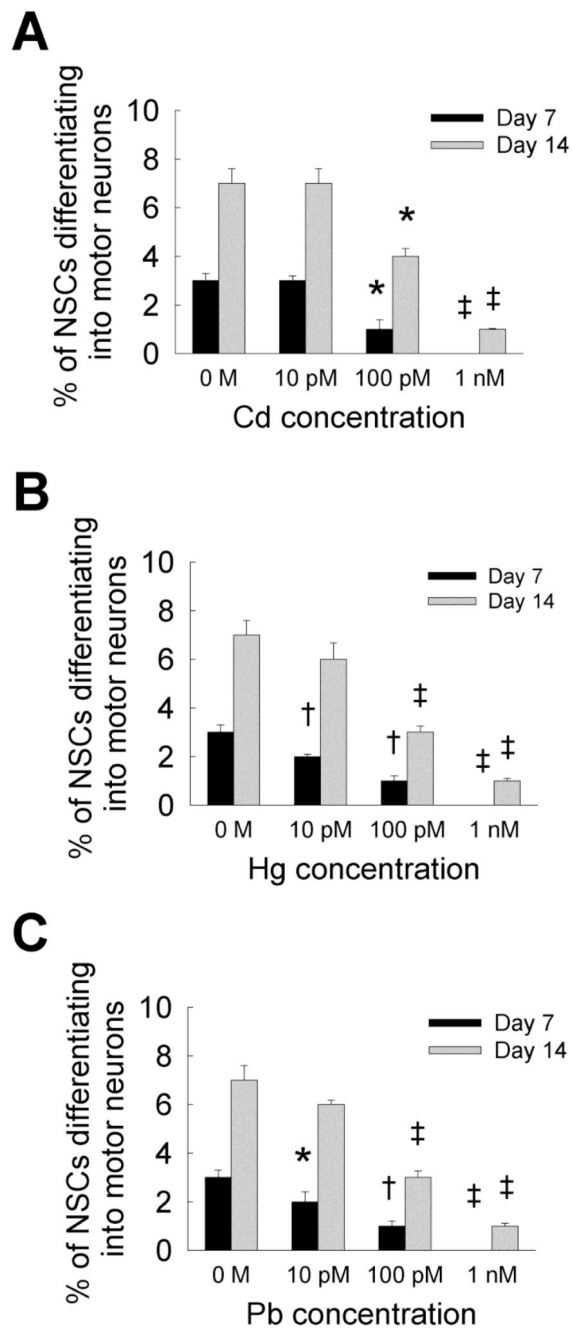 A
% of NSCs differentiating
into motor neurons
10
8
6
4
2
0
Day 7
Day 14
*
*
‡ ‡
0 M 10 pM 100 pM 1 nM
Cd concentration
B
% of NSCs differentiating
into motor neurons
10
8
6
4
2
0
Day 7
Day 14
† † ‡
‡ ‡
0 M 10 pM 100 pM 1 nM
Hg concentration
C
% of NSCs differentiating
into motor neurons
10
8
6
4
2
0
Day 7
Day 14
* † ‡
‡ ‡
0 M 10 pM 100 pM 1 nM
Pb concentration